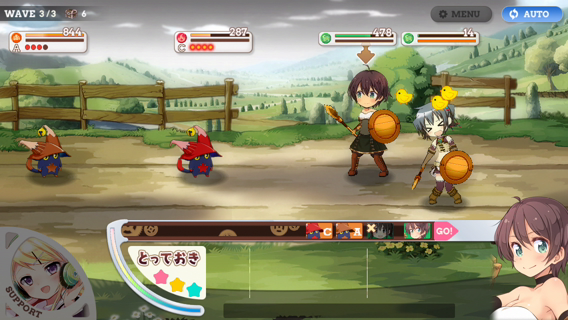 WAVE 3/3 6
MENU
AUTO
844
A
287
C
478
14
C
A
GO!
とっておき
SUPPORT